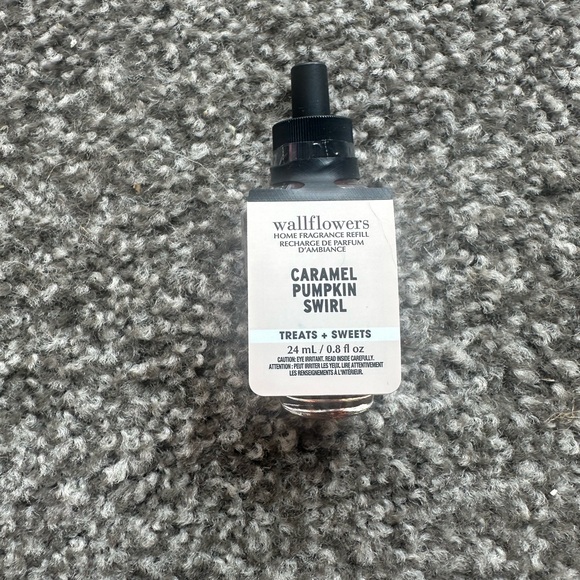 wallflowers
HOME FRAGRANCE REFILL
RECHARGE DE PARFUM
D'AMBIANCE
CARAMEL
PUMPKIN
SWIRL
TREATS + SWEETS
24 mL / 0.8 fl oz
CAUTION: EYE IRRITANT. READ INSIDE CAREFULLY.
ATTENTION : PEUT IRRITER LES YEUX. LIRE ATTENTIVEMENT
LES RENSEIGNEMENTS À L'INTÉRIEUR.